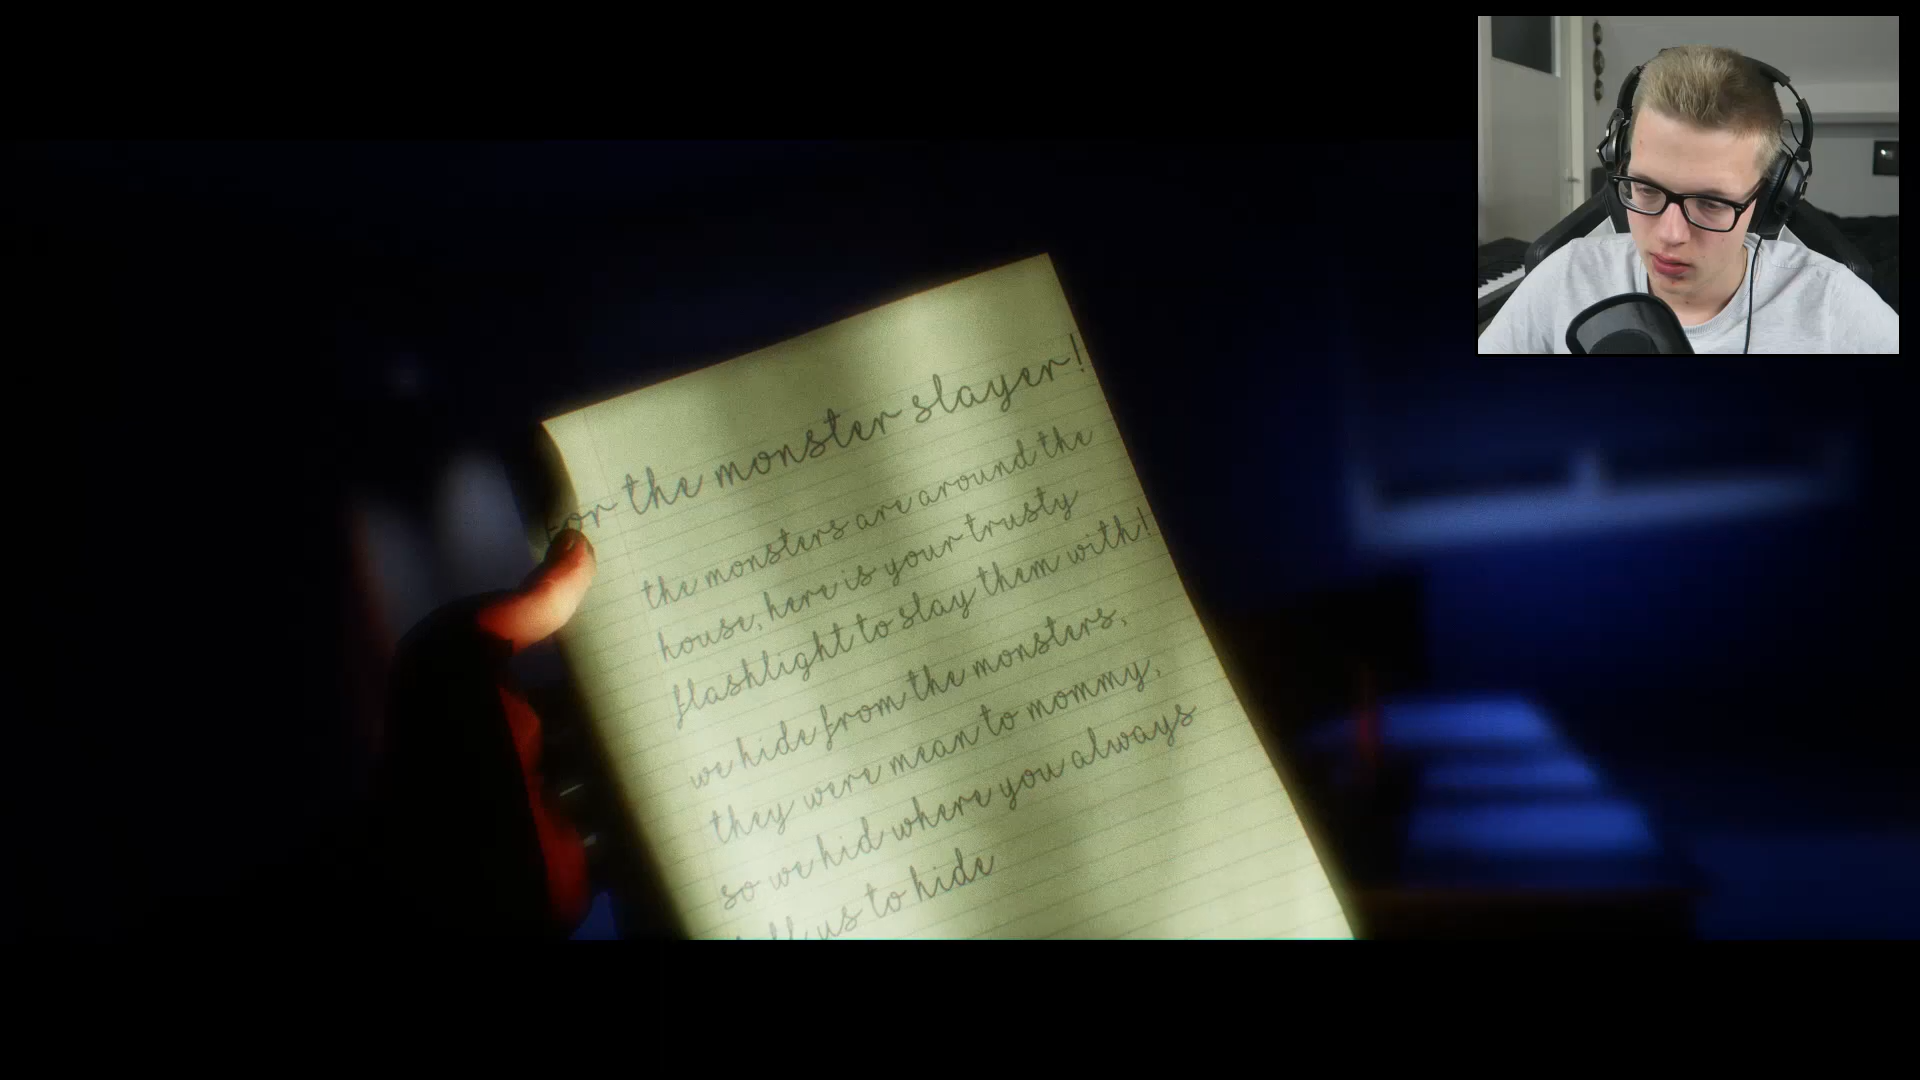 for the monster slayer!
the monsters are around the
house, here is your trusty
flashlight to slay them with!
we hide from the monsters,
they were mean to mommy,
so we hid where you always
us to hide